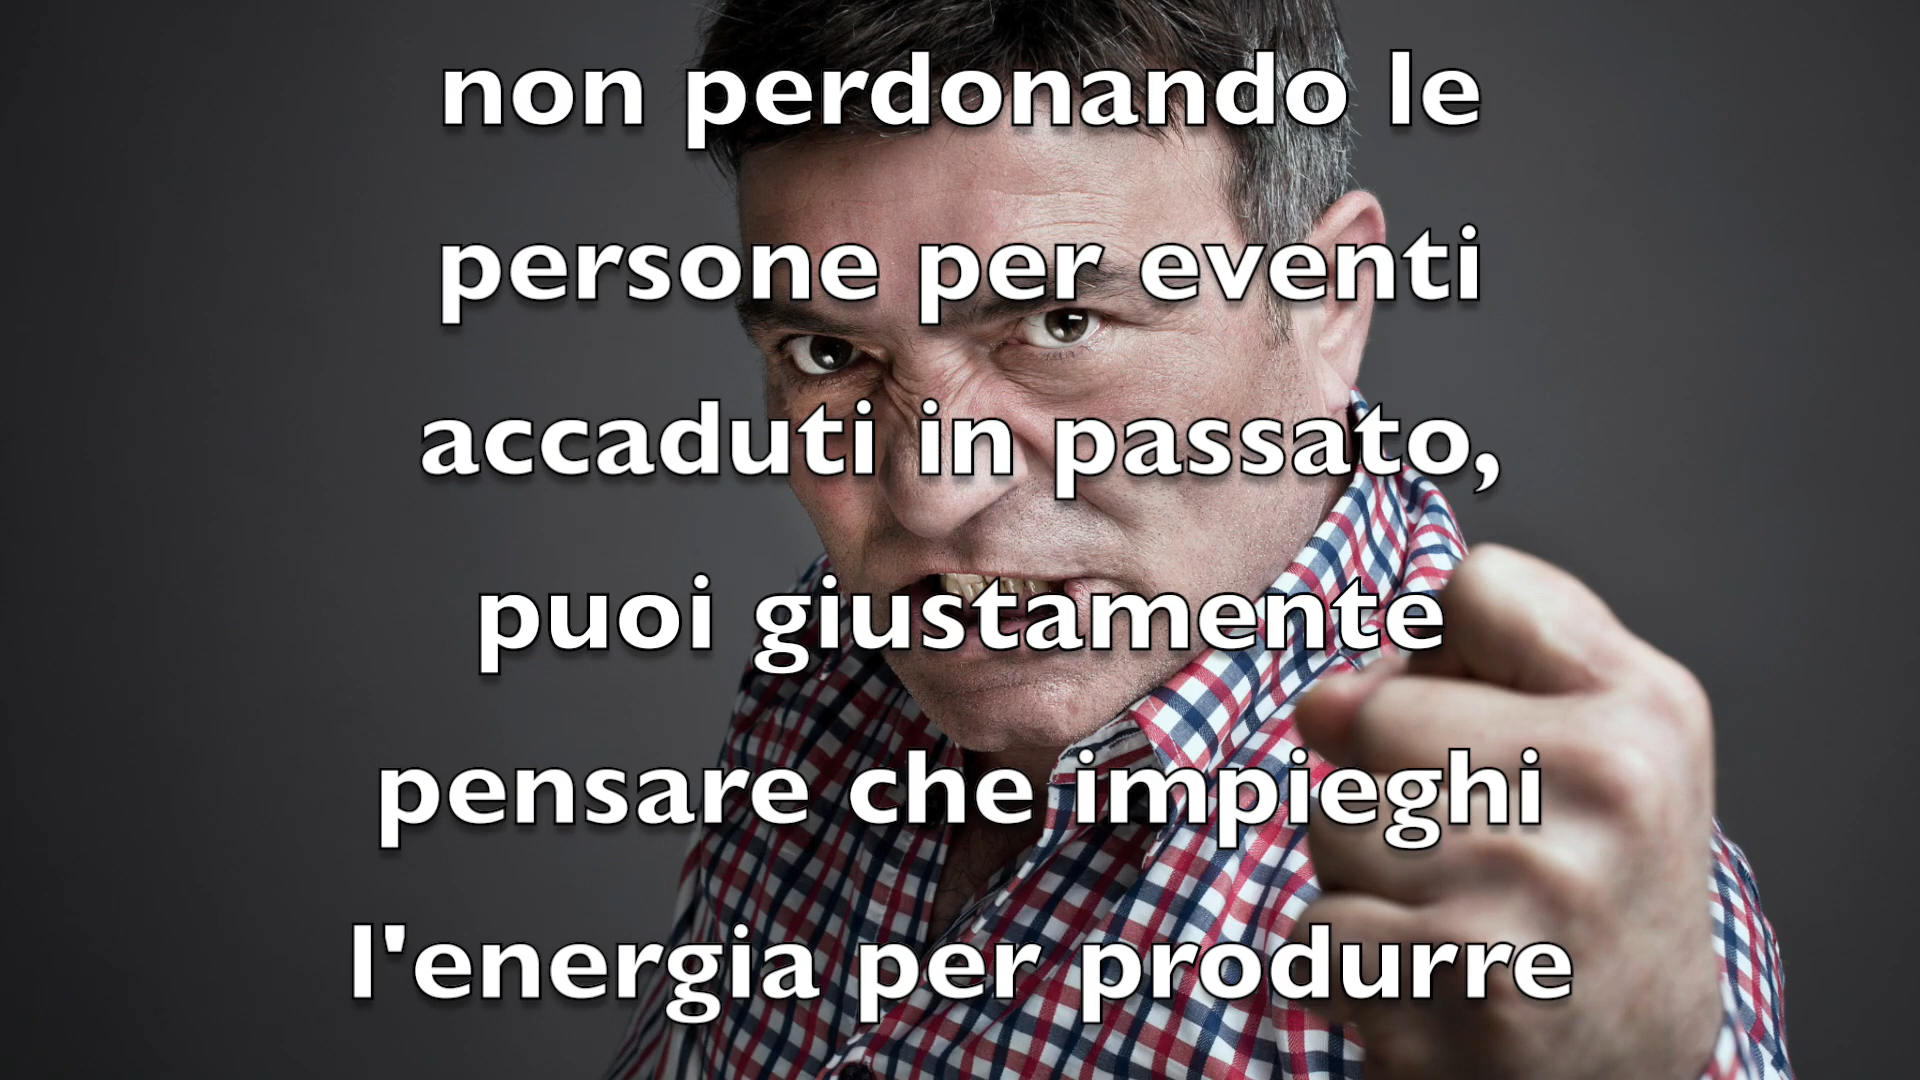 non perdonando le
persone per eventi
accaduti in passato,
puoi giustamente
pensare che impieghi
l'energia per produrre